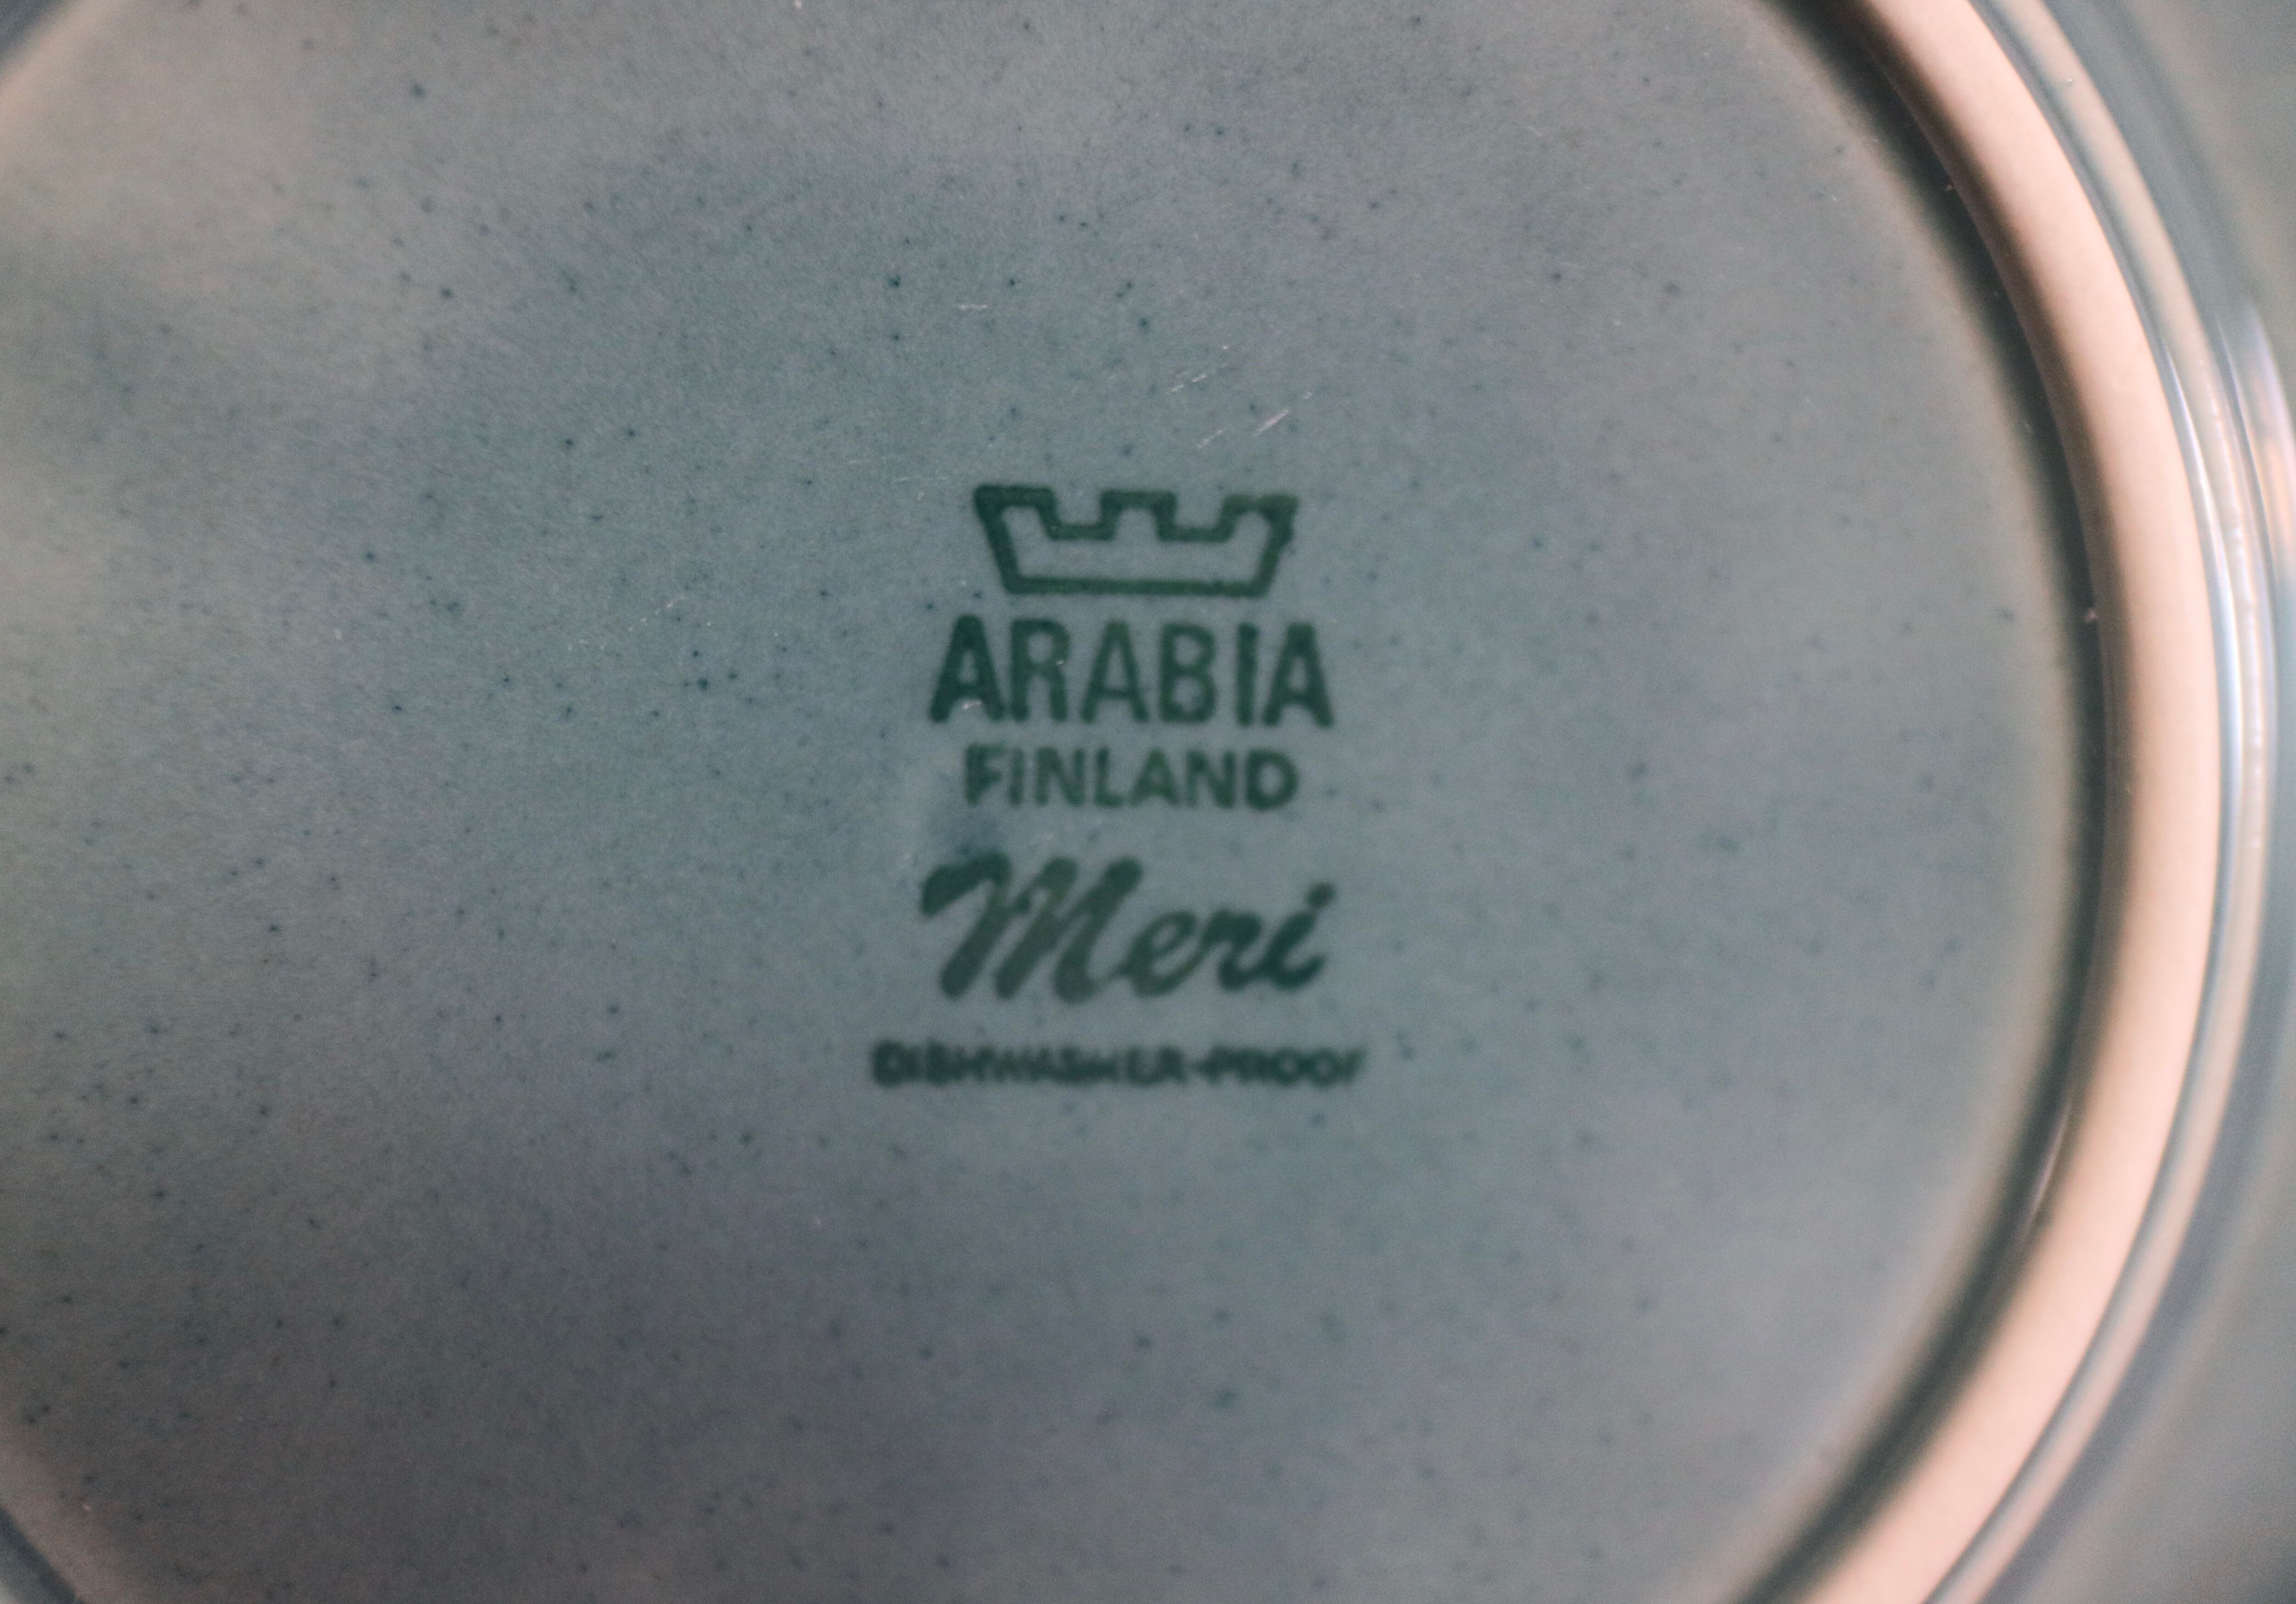 ARABIA
FINLAND
Meri
DISHWASHER-PROOF